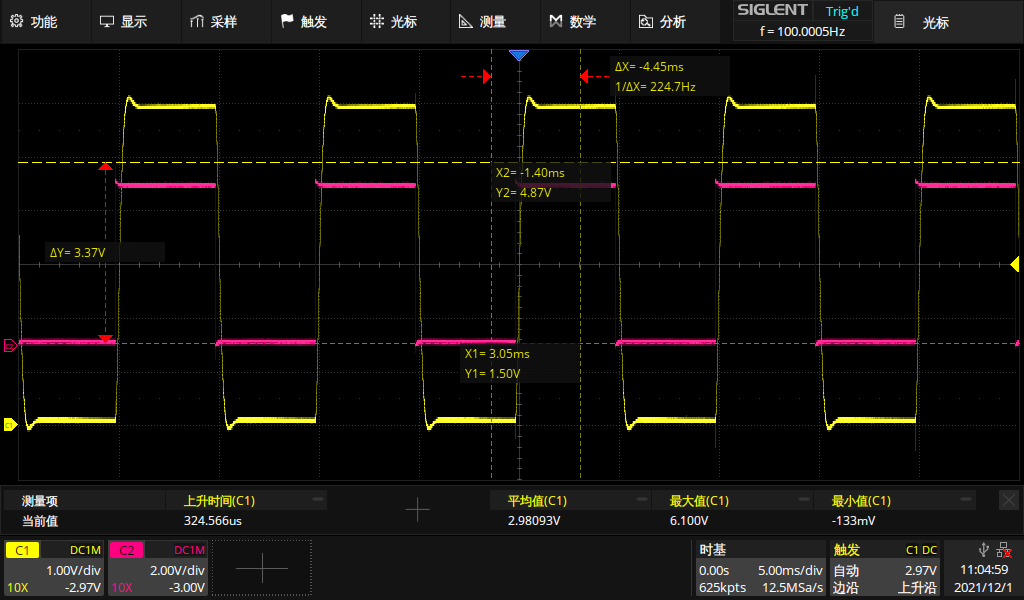 功能 显示 采样 触发 光标 测量 数学 分析 SIGLENT Trig'd 光标
f = 100.0005Hz
ΔX= -4.45ms
1/ΔX= 224.7Hz
X2= -1.40ms
Y2= 4.87V
ΔY= 3.37V
C2
X1= 3.05ms
Y1= 1.50V
C1
测量项 上升时间(C1) 平均值(C1) 最大值(C1) 最小值(C1)
当前值 324.566us 2.98093V 6.100V -133mV
C1 DC1M C2 DC1M 时基 触发 C1 DC
1.00V/div 2.00V/div 0.00s 5.00ms/div 自动 2.97V 11:04:59
10X -2.97V 10X -3.00V 625kpts 12.5MSa/s 边沿 上升沿 2021/12/1